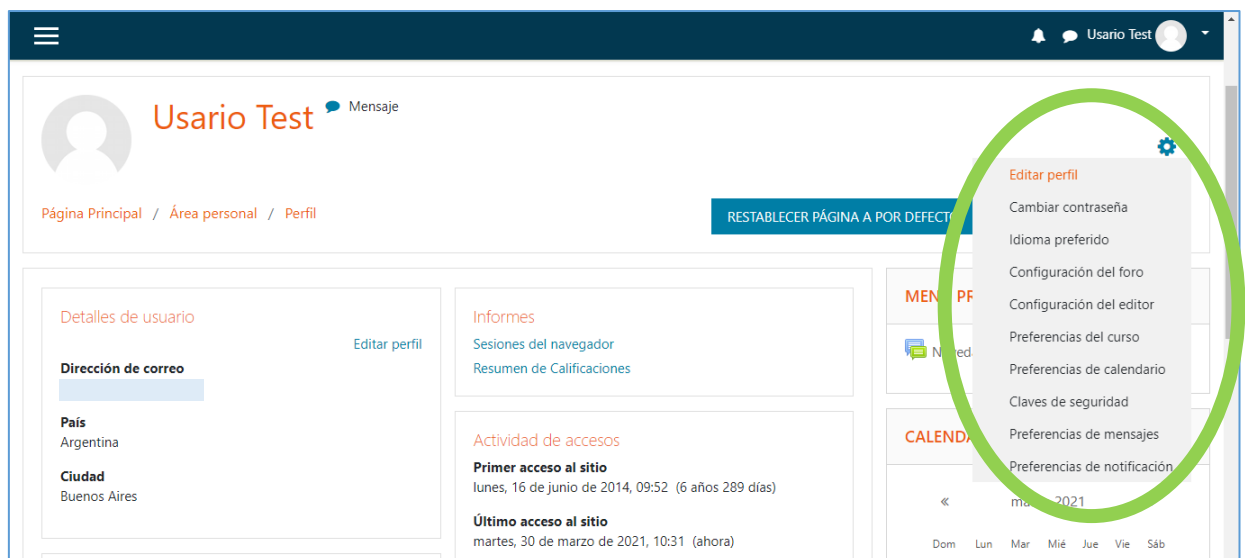 Usario Test
Usario Test Mensaje
Página Principal / Área personal / Perfil
RESTABLECER PÁGINA A POR DEFECTO
Editar perfil
Cambiar contraseña
Idioma preferido
Configuración del foro
Configuración del editor
Preferencias del curso
Preferencias de calendario
Claves de seguridad
Preferencias de mensajes
Preferencias de notificación
Detalles de usuario
Editar perfil
Dirección de correo
País
Argentina
Ciudad
Buenos Aires
Informes
Sesiones del navegador
Resumen de Calificaciones
Actividad de accesos
Primer acceso al sitio
lunes, 16 de junio de 2014, 09:52 (6 años 289 días)
Último acceso al sitio
martes, 30 de marzo de 2021, 10:31 (ahora)
« 2021
Dom Lun Mar Mié Jue Vie Sáb